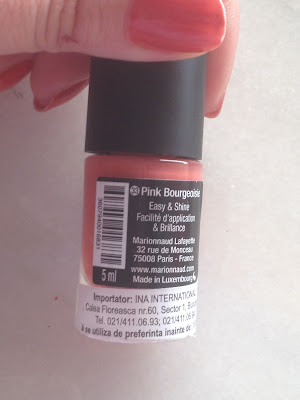 33 Pink Bourgeoisie
Easy & Shine
Facilité d'application
& Brillance
Marionnaud Lafayette
32 rue de Monceau
75008 Paris - France
www.marionnaud.com
Made in Luxembourg
5 ml
Importator: INA INTERNATIONAL
Calea Floreasca nr.60, Sector 1,
Tel. 021/411.06.93; 021/411.06.94
a se utiliza de preferinta inainte de